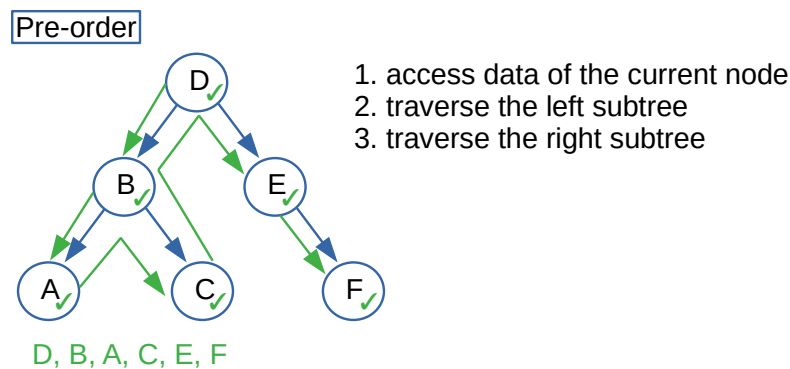 Pre-order
D
1. access data of the current node
2. traverse the left subtree
3. traverse the right subtree
B
E
A
C
F
D, B, A, C, E, F